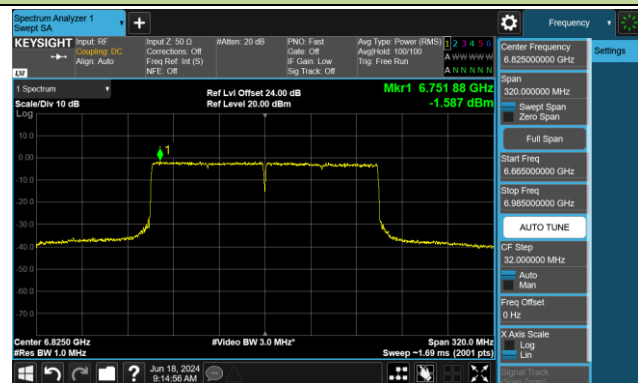 Spectrum Analyzer 1
Swept SA
Frequency
KEYSIGHT
Input: RF
Coupling: DC
Align: Auto
Input Z: 50 Ω
Corrections: Off
Freq Ref: Int (S)
NFE: Off
#Atten: 20 dB
PNO: Fast
Gate: Off
IF Gain: Low
Sig Track: Off
Avg Type: Power (RMS)
Avg|Hold: 100/100
Trig: Free Run
1 2 3 4 5 6
A W W W W W
A N N N N N
LXI
1 Spectrum
Scale/Div 10 dB
Log
Ref Lvl Offset 24.00 dB
Ref Level 20.00 dBm
Mkr1 6.751 88 GHz
-1.587 dBm
10.0
0.00
-10.0
-20.0
-30.0
-40.0
-50.0
-60.0
-70.0
1
Center 6.8250 GHz
#Res BW 1.0 MHz
#Video BW 3.0 MHz*
Span 320.0 MHz
Sweep ~1.69 ms (2001 pts)
Center Frequency
6.825000000 GHz
Settings
Span
320.000000 MHz
Swept Span
Zero Span
Full Span
Start Freq
6.665000000 GHz
Stop Freq
6.985000000 GHz
AUTO TUNE
CF Step
32.000000 MHz
Auto
Man
Freq Offset
0 Hz
X Axis Scale
Log
Lin
Signal Track
Jun 18, 2024
9:14:56 AM